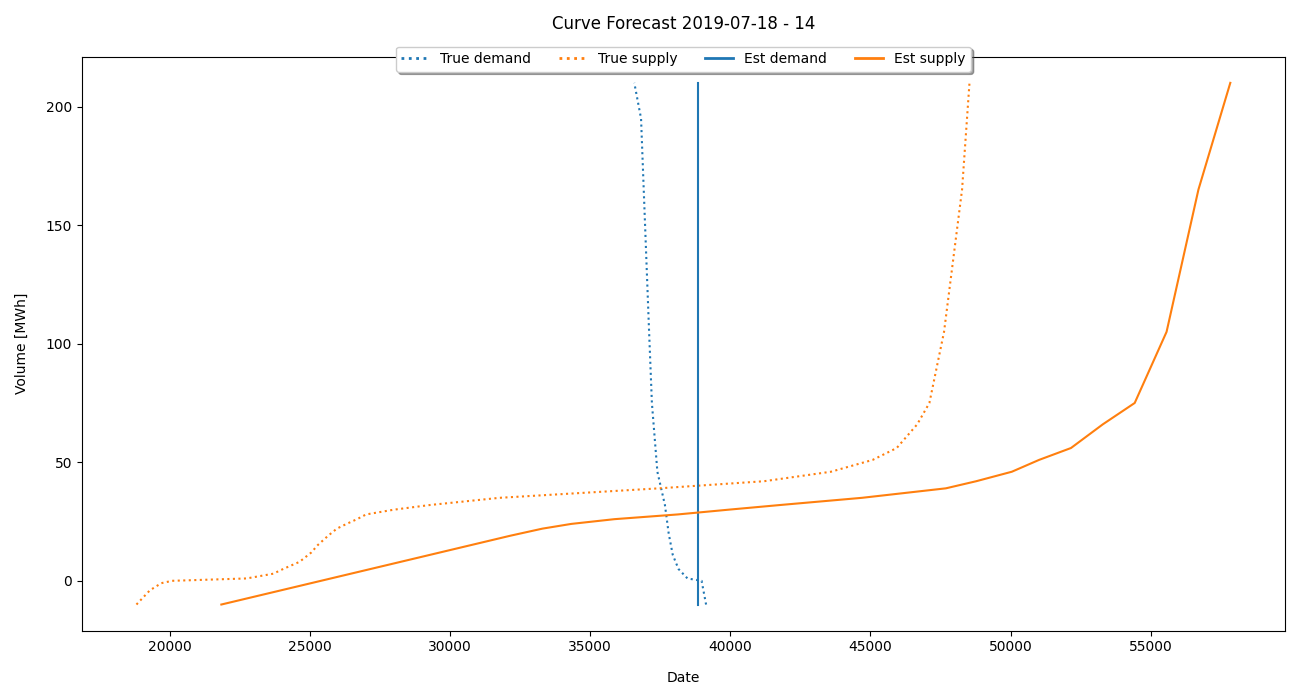 Curve Forecast 2019-07-18 - 14
True demand True supply Est demand Est supply
200
150
100
50
0
Volume [MWh]
20000 25000 30000 35000 40000 45000 50000 55000
Date